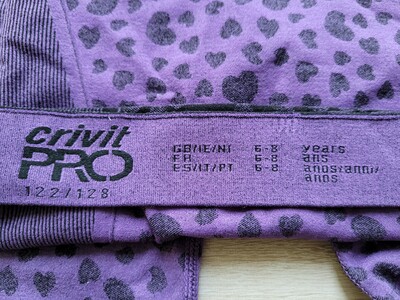 crivit
PRO
122/128
GB/IE/NI 6-8 years
FR 6-8 ans
ES/IT/PT 6-8 anos/anni/
anos